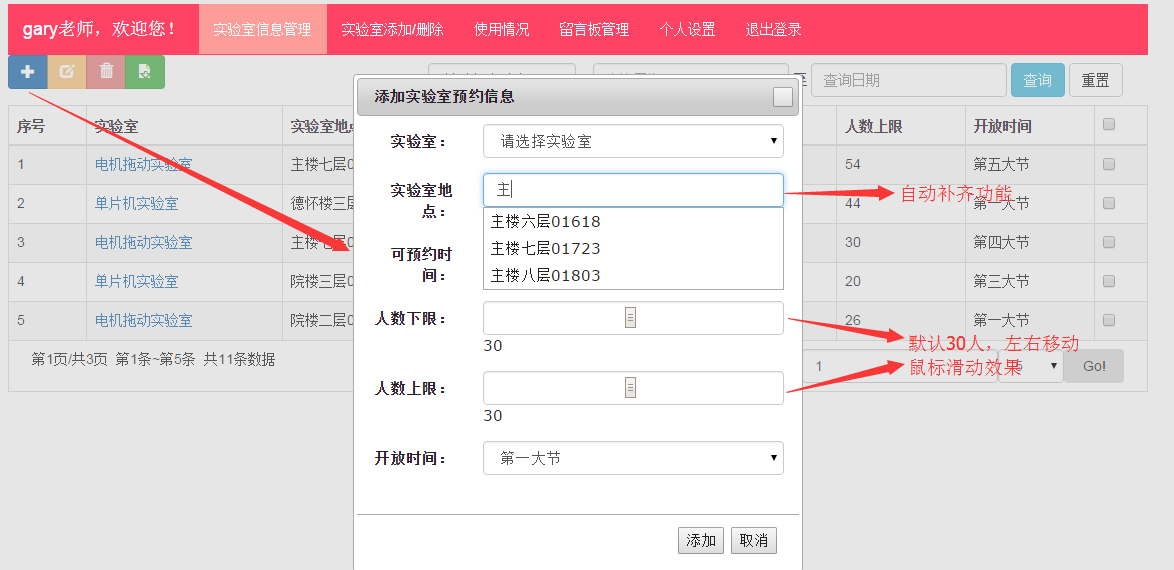 gary老师，欢迎您！ 实验室信息管理 实验室添加/删除 使用情况 留言板管理 个人设置 退出登录
至 查询日期 查询 重置
添加实验室预约信息
序号 实验室 实验室地点 人数上限 开放时间
1 电机拖动实验室 主楼七层0 54 第五大节
2 单片机实验室 德怀楼三层 44 第一大节
3 电机拖动实验室 主楼七层0 30 第四大节
4 单片机实验室 院楼三层0 20 第三大节
5 电机拖动实验室 院楼二层0 26 第一大节
第1页/共3页 第1条~第5条 共11条数据
1 5 Go!
实验室： 请选择实验室
实验室地点： 主
主楼六层01618
主楼七层01723
主楼八层01803
可预约时间：
人数下限：
30
人数上限：
30
开放时间： 第一大节
添加 取消
自动补齐功能
默认30人，左右移动
鼠标滑动效果